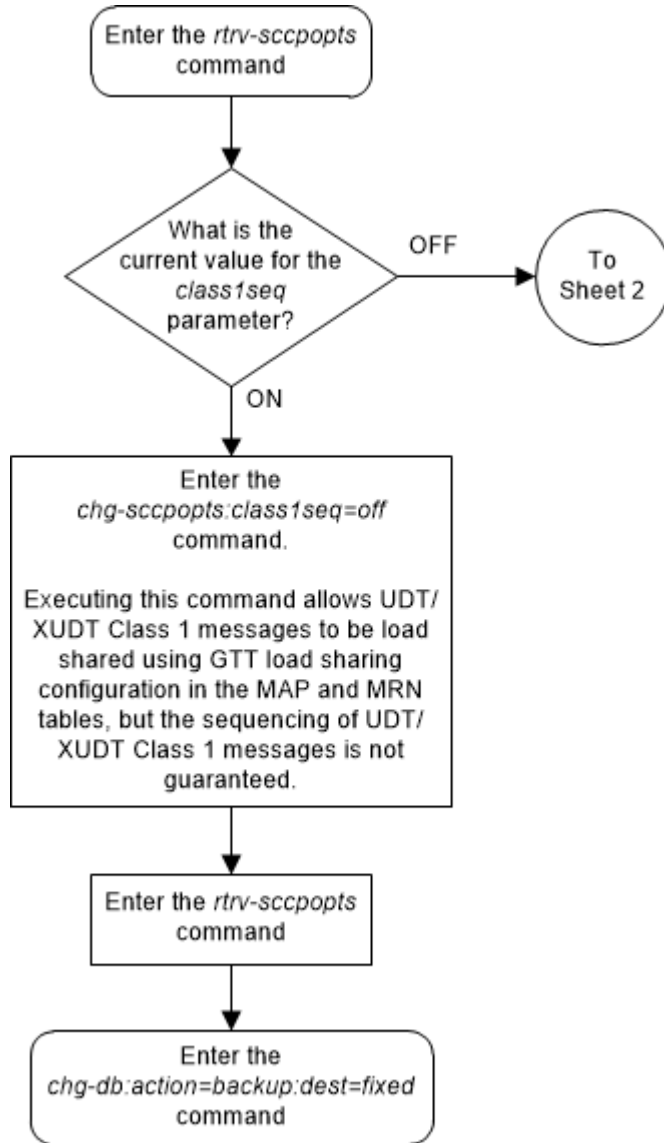 Enter the rtrv-sccpopts
command
What is the
current value for the
class1seq
parameter?
OFF
To
Sheet 2
ON
Enter the
chg-sccpopts:class1seq=off
command.
Executing this command allows UDT/
XUDT Class 1 messages to be load
shared using GTT load sharing
configuration in the MAP and MRN
tables, but the sequencing of UDT/
XUDT Class 1 messages is not
guaranteed.
Enter the rtrv-sccpopts
command
Enter the
chg-db:action=backup:dest=fixed
command